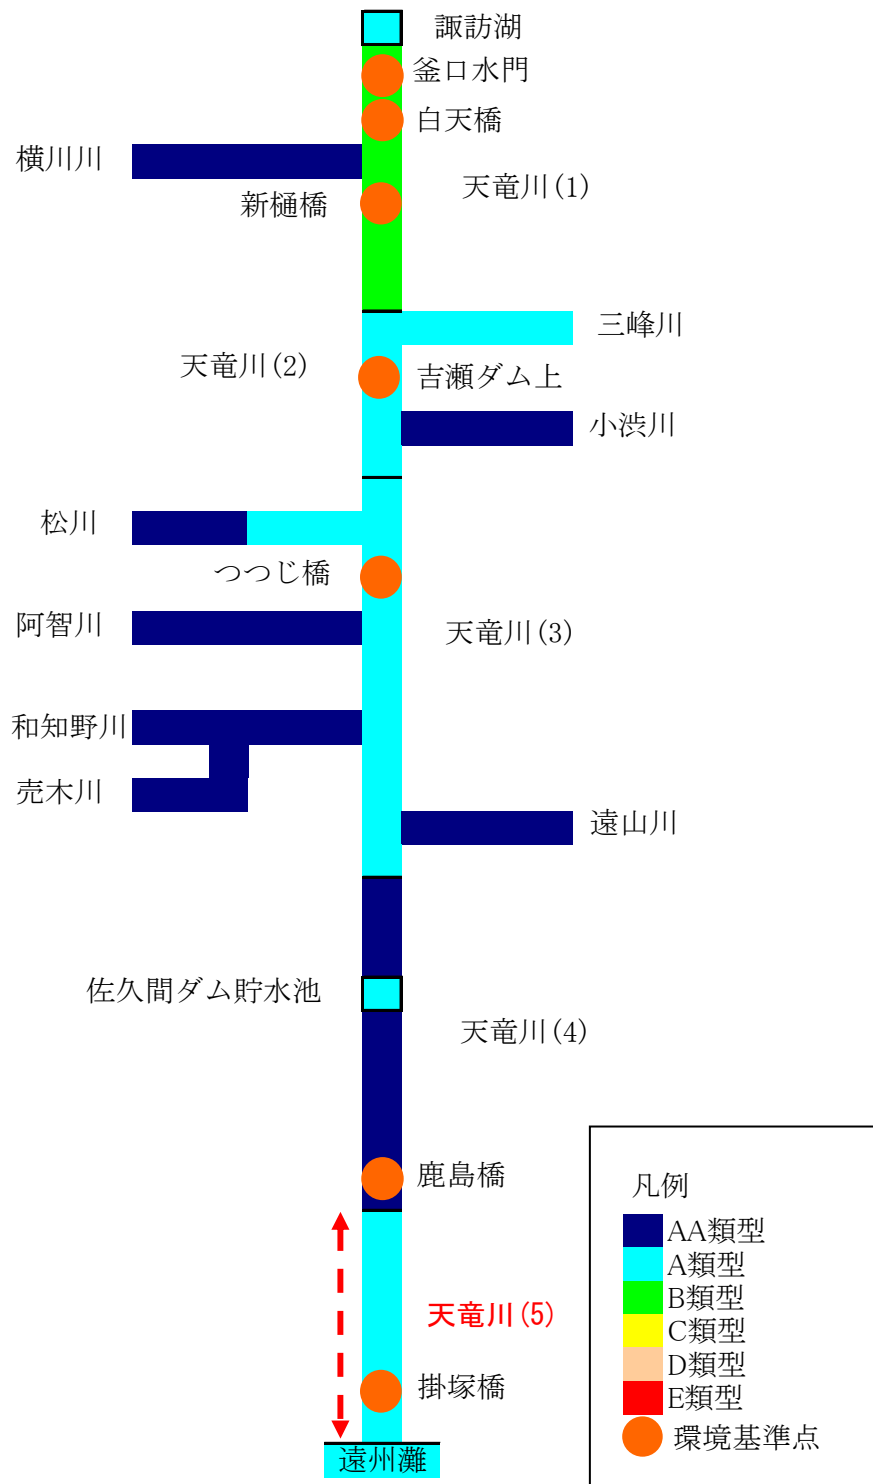 諏訪湖
釜口水門
白天橋
横川川
天竜川(1)
新樋橋
三峰川
天竜川(2)
吉瀬ダム上
小渋川
松川
つつじ橋
阿智川
天竜川(3)
和知野川
売木川
遠山川
佐久間ダム貯水池
天竜川(4)
鹿島橋
天竜川(5)
掛塚橋
遠州灘
凡例
AA類型
A類型
B類型
C類型
D類型
E類型
環境基準点